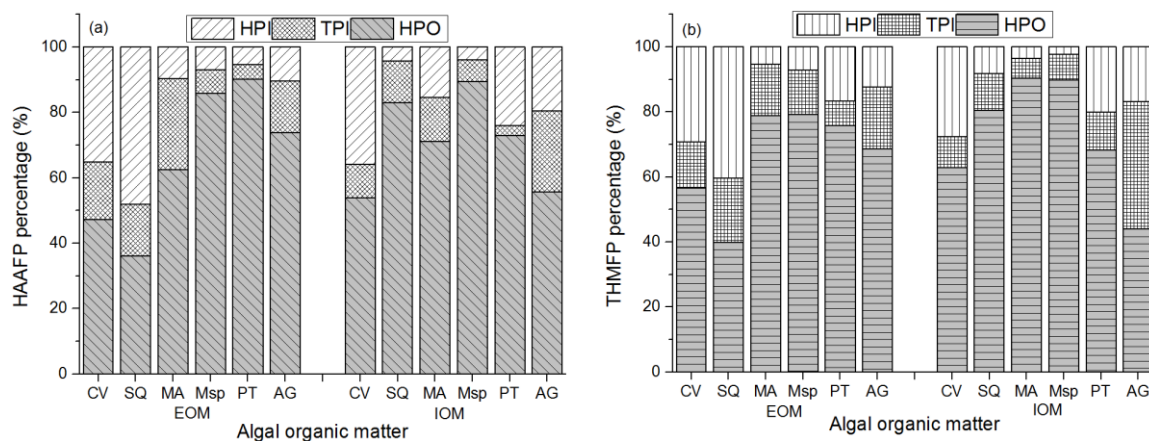 (a)
HPI TPI HPO
100
80
60
40
20
0
HAAFP percentage (%)
CV SQ MA Msp PT AG CV SQ MA Msp PT AG
EOM IOM
Algal organic matter
(b)
HPI TPI HPO
100
80
60
40
20
0
THMFP percentage (%)
CV SQ MA Msp PT AG CV SQ MA Msp PT AG
EOM IOM
Algal organic matter